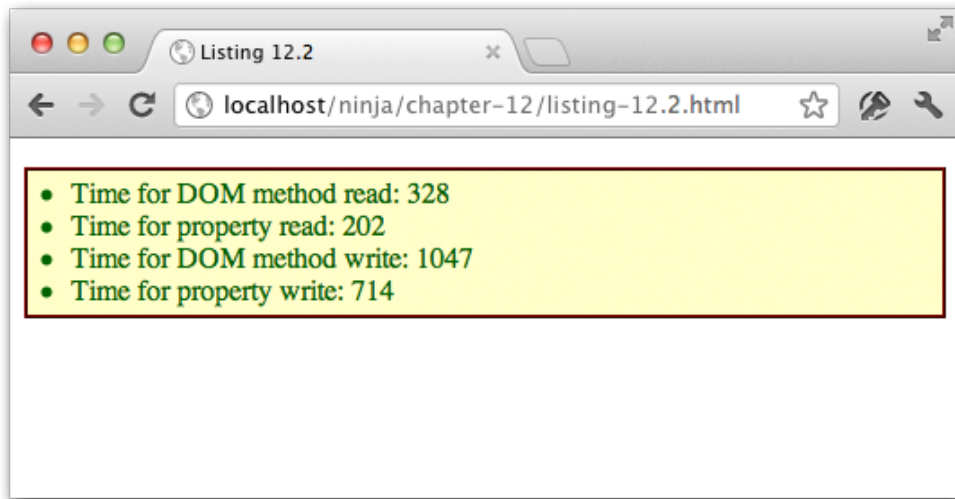 Listing 12.2
localhost/ninja/chapter-12/listing-12.2.html
Time for DOM method read: 328
Time for property read: 202
Time for DOM method write: 1047
Time for property write: 714